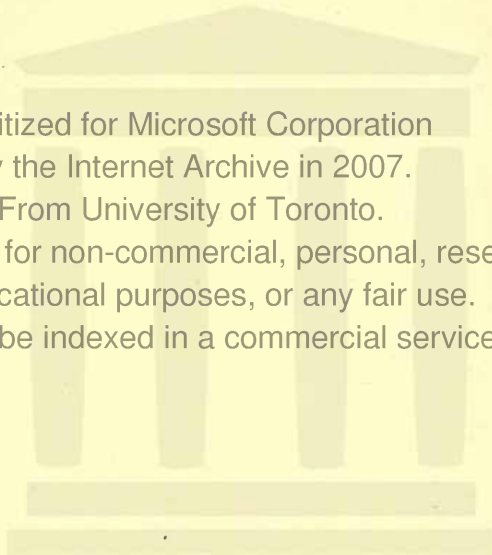 itized for Microsoft Corporation
the Internet Archive in 2007.
From University of Toronto.
for non-commercial, personal, rese
cational purposes, or any fair use.
be indexed in a commercial service